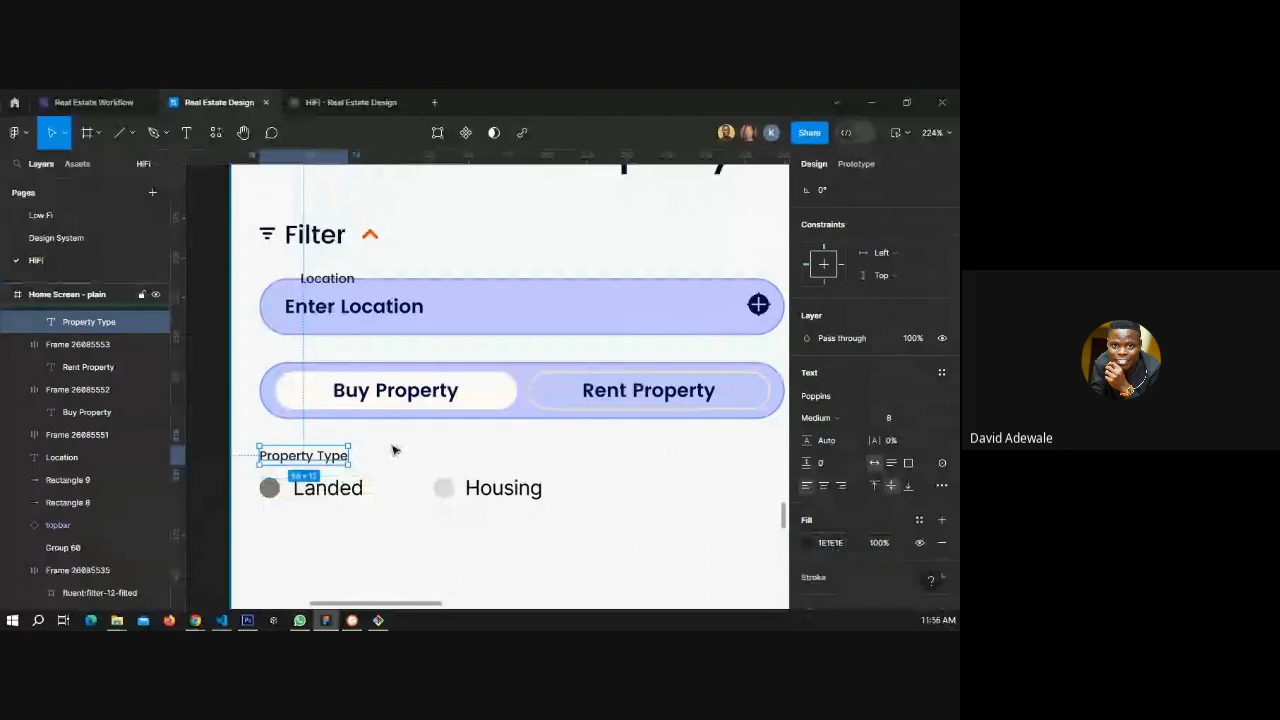 Real Estate Workflow
Real Estate Design
HiFi - Real Estate Design
K
Share
224%
Layers
Assets
HiFi
Design
Prototype
Pages
0°
Low Fi
Constraints
Design System
Filter
Left
HiFi
Top
Location
Home Screen - plain
Enter Location
Layer
Property Type
Pass through
100%
Frame 26085553
Rent Property
Buy Property
Rent Property
Text
Frame 26085552
Poppins
Buy Property
Medium
8
Frame 26085551
Auto
0%
Location
Property Type
0
Rectangle 9
Landed
Housing
Rectangle 8
topbar
Fill
Group 60
1E1E1E
100%
Frame 26085535
Stroke
?
fluent:filter-12-filled
11:56 AM
David Adewale